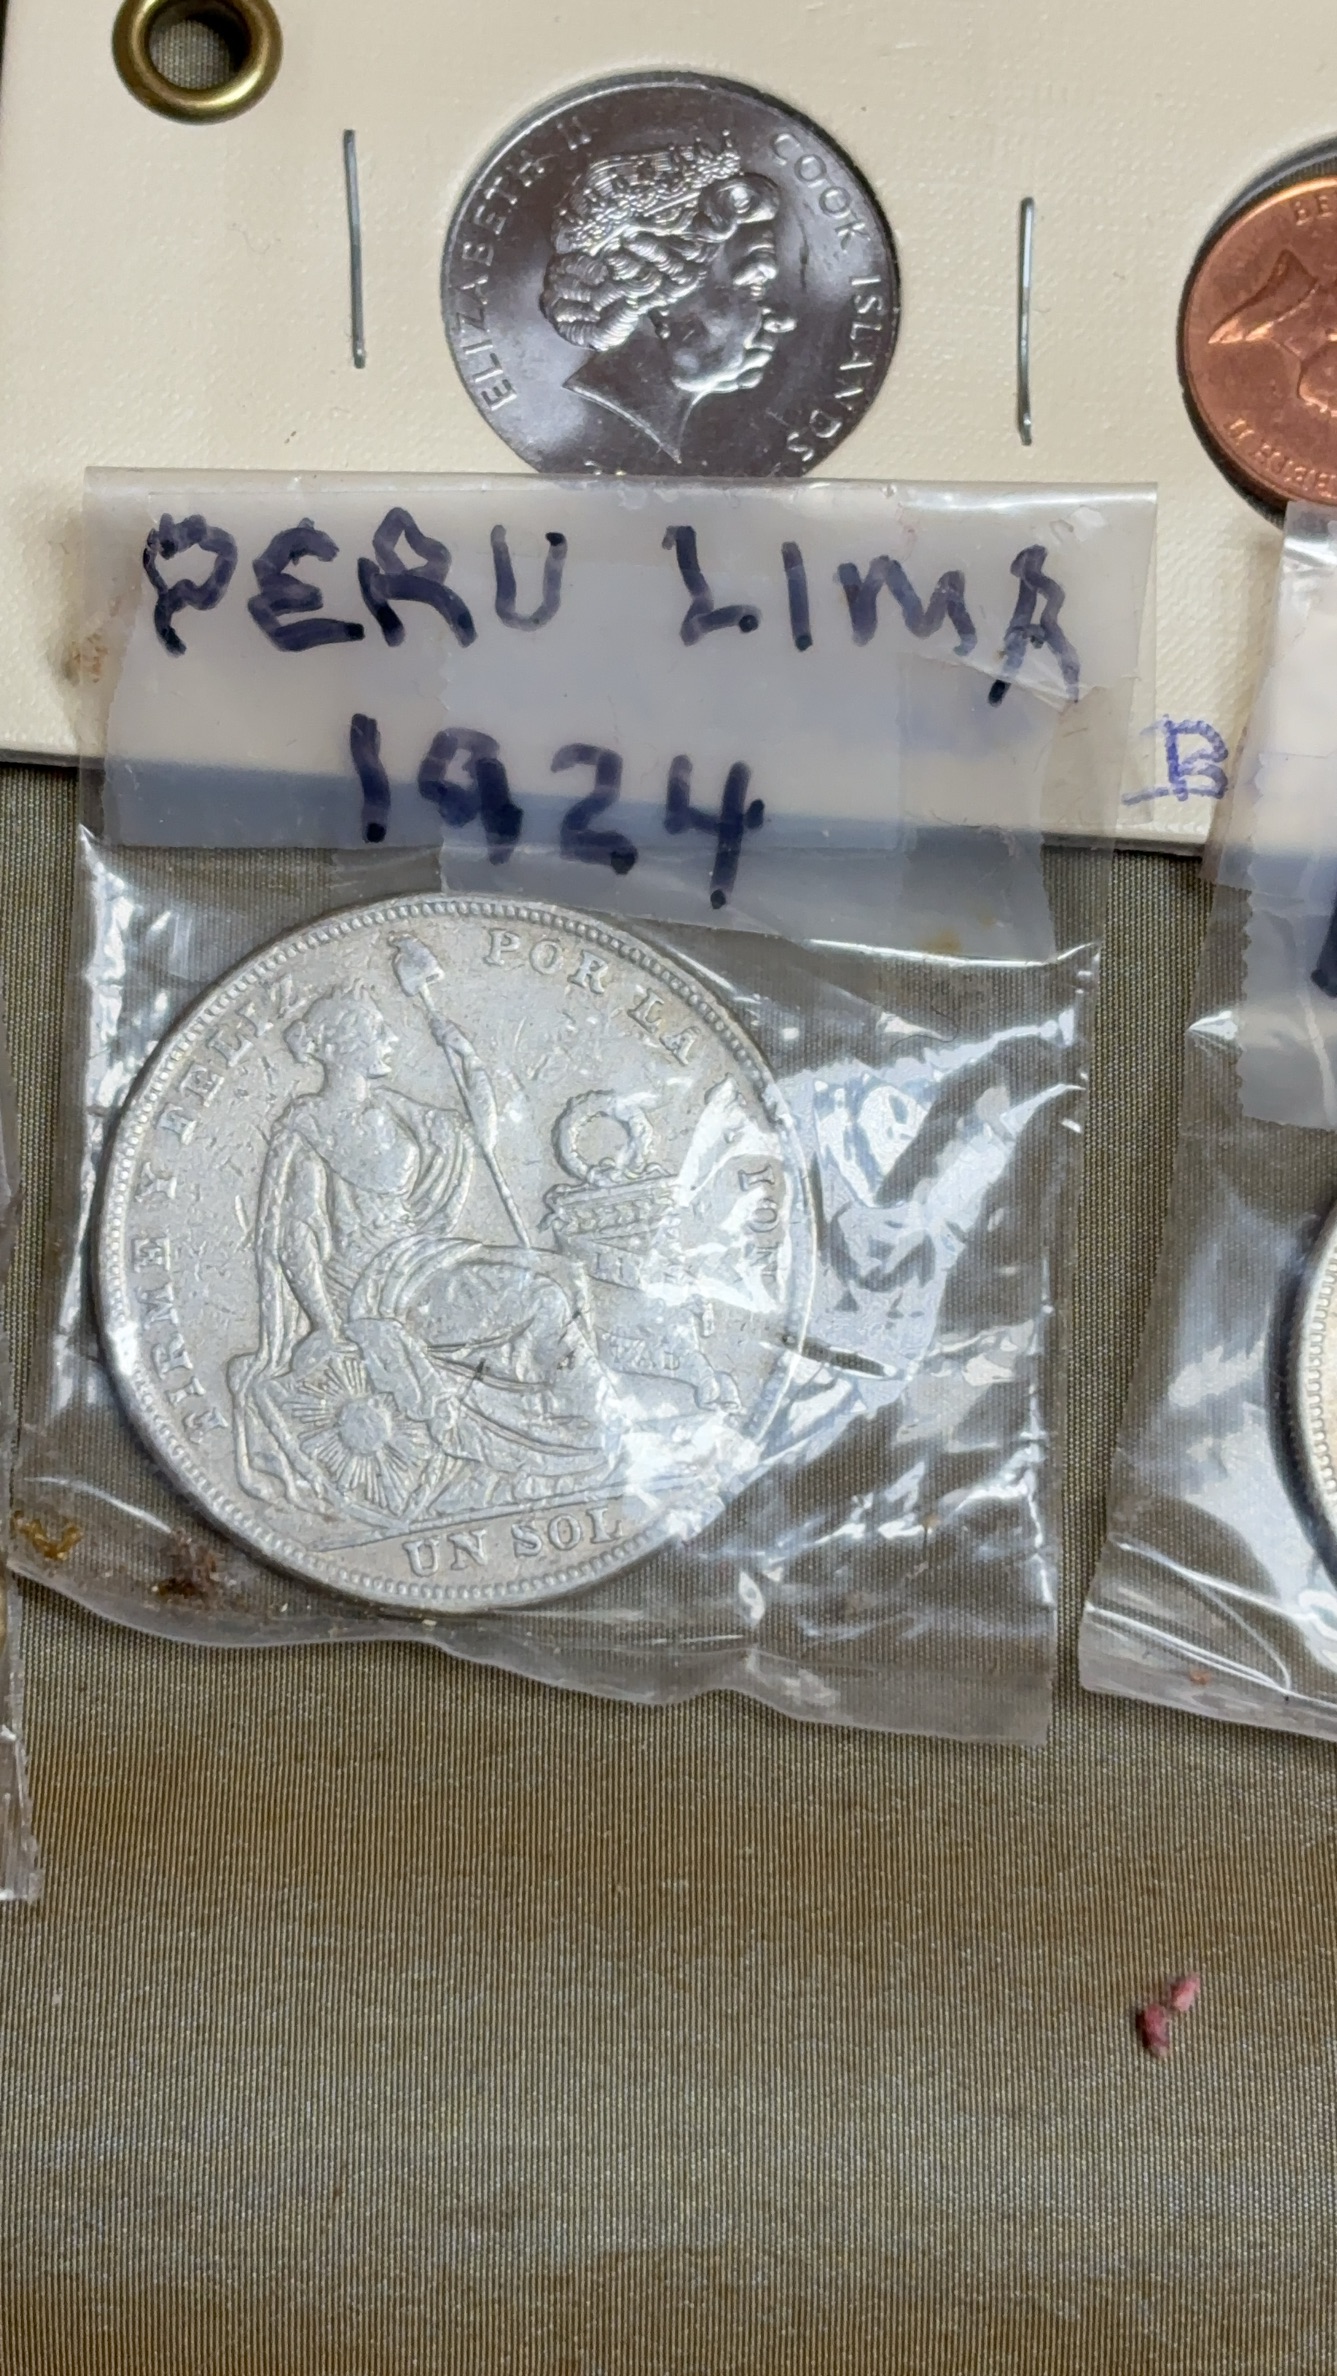 ELIZABETH II
COOK ISLANDS
PERU LIMA
1924
B
FIRME Y FELIZ
POR LA
UN SOL